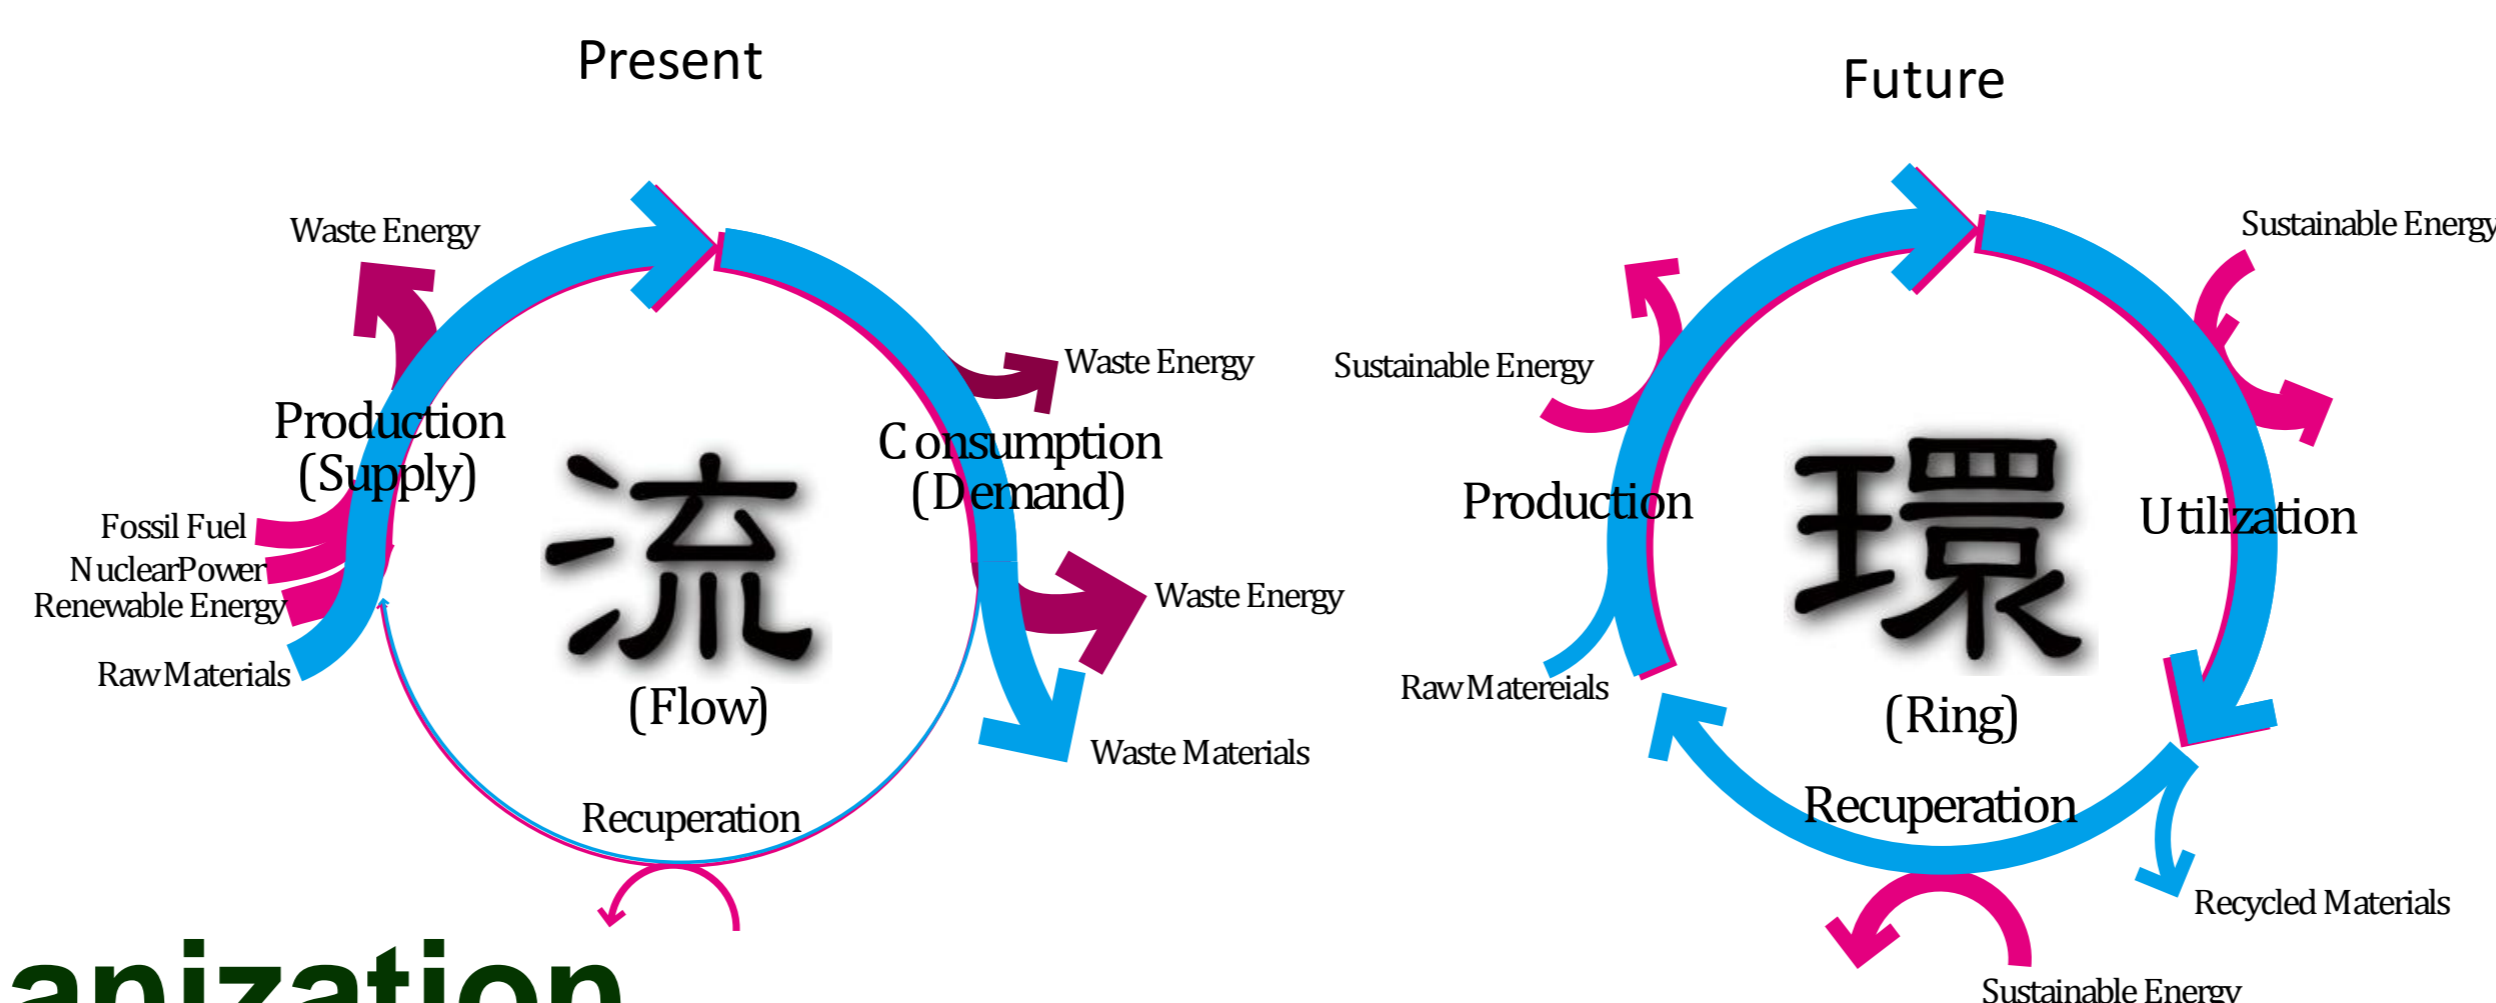 Present
Waste Energy
Waste Energy
Production
(Supply)
Consumption
(Demand)
Fossil Fuel
NuclearPower
Renewable Energy
Raw Materials
流
(Flow)
Waste Energy
Waste Materials
Recuperation
anization
Future
Sustainable Energy
Sustainable Energy
Production
Utilization
環
(Ring)
Raw Matereials
Recuperation
Recycled Materials
Sustainable Energy